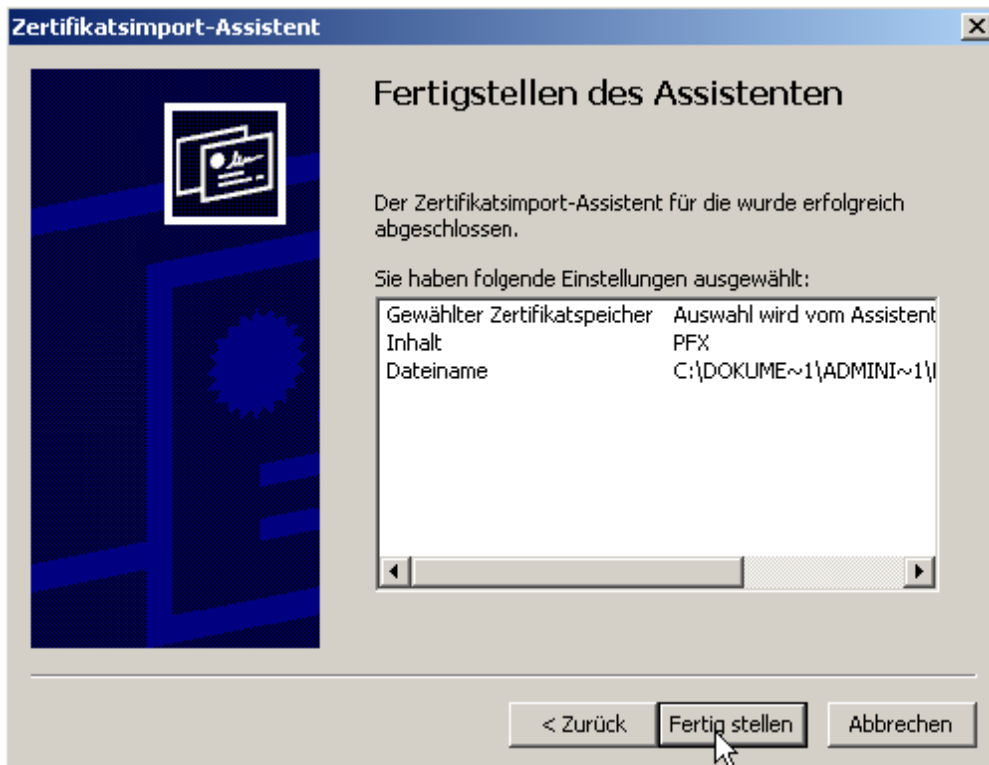 Zertifikatsimport-Assistent
Fertigstellen des Assistenten
Der Zertifikatsimport-Assistent für die wurde erfolgreich
abgeschlossen.
Sie haben folgende Einstellungen ausgewählt:
Gewählter Zertifikatspeicher Auswahl wird vom Assistent
Inhalt PFX
Dateiname C:\DOKUME~1\ADMINI~1\
< Zurück Fertig stellen Abbrechen